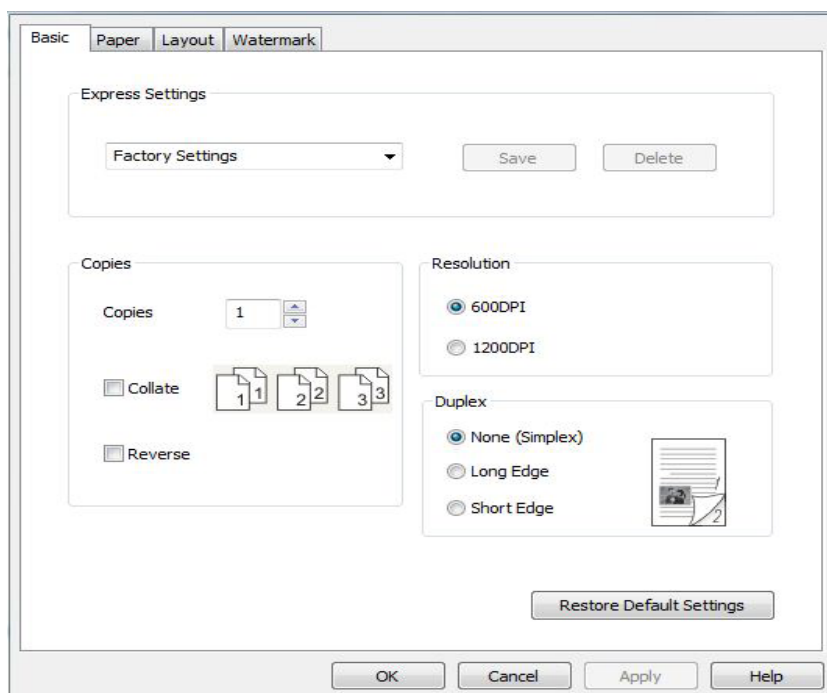 Basic Paper Layout Watermark
Express Settings
Factory Settings Save Delete
Copies
Copies 1
Collate 1 1 2 2 3 3
Reverse
Resolution
600DPI
1200DPI
Duplex
None (Simplex)
Long Edge
Short Edge
1
2
Restore Default Settings
OK Cancel Apply Help